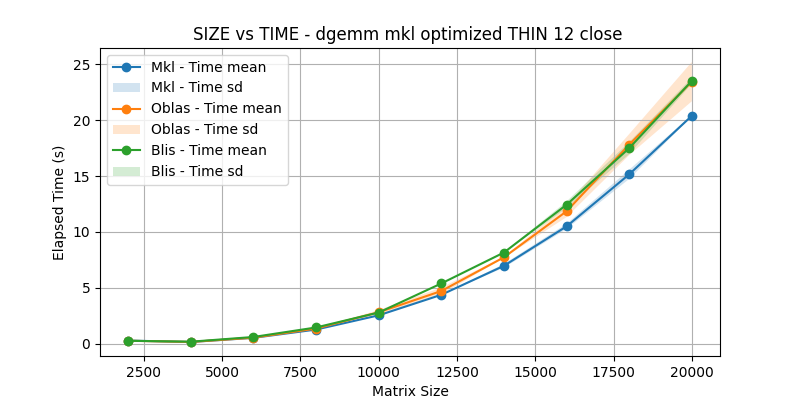 SIZE vs TIME - dgemm mkl optimized THIN 12 close
Mkl - Time mean
Mkl - Time sd
Oblas - Time mean
Oblas - Time sd
Blis - Time mean
Blis - Time sd
25
20
15
10
5
0
Elapsed Time (s)
2500 5000 7500 10000 12500 15000 17500 20000
Matrix Size